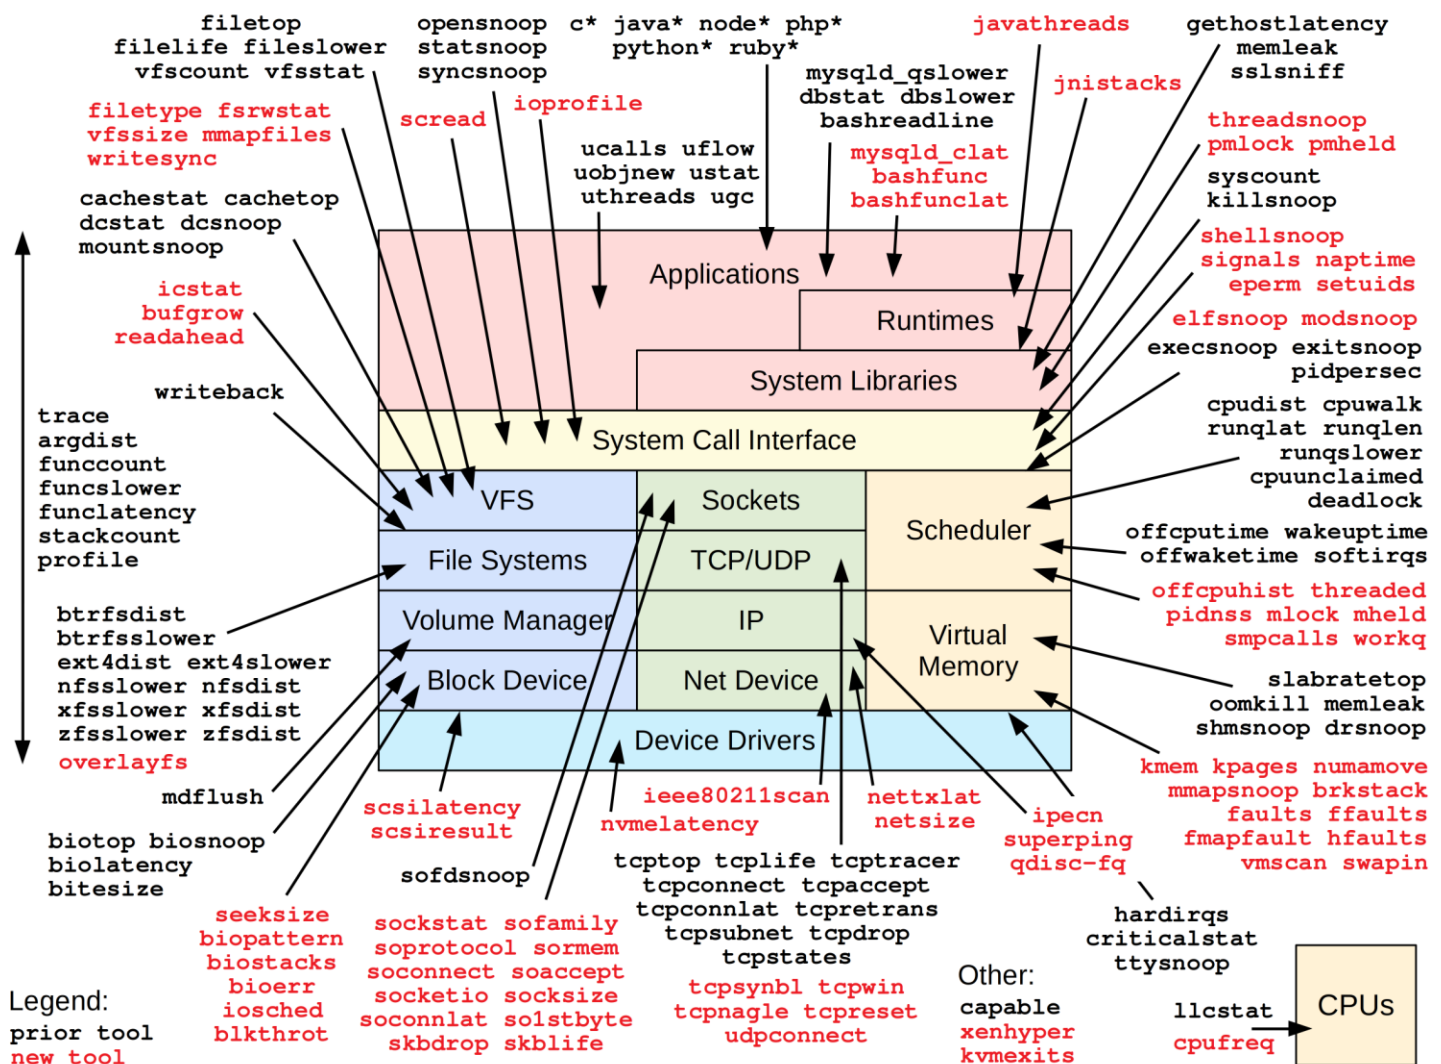 filetop
filelife fileslower
vfscount vfsstat
opensnoop
statsnoop
syncsnoop
c* java* node* php*
python* ruby*
javathreads
gethostlatency
memleak
sslsniff
filetype fsrwstat
vfssize mmapfiles
writesync
scread
ioprofile
mysqld_qslower
dbstat dbslower
bashreadline
jnistacks
ucalls uflow
uobjnew ustat
uthreads ugc
mysqld_clat
bashfunc
bashfunclat
threadsnoop
pmlock pmheld
syscount
killsnoop
cachestat cachetop
dcstat dcsnoop
mountsnoop
shellsnoop
signals naptime
eperm setuids
icstat
bufgrow
readahead
elfsnoop modsnoop
execsnoop exitsnoop
pidpersec
writeback
cpudist cpuwalk
runqlat runqlen
runqslower
cpuunclaimed
deadlock
trace
argdist
funccount
funcslower
funclatency
stackcount
profile
offcputime wakeuptime
offwaketime softirqs
offcpuhist threaded
pidnss mlock mheld
smpcalls workq
Applications
Runtimes
System Libraries
System Call Interface
VFS
Sockets
Scheduler
File Systems
TCP/UDP
Volume Manager
IP
Virtual
Memory
Block Device
Net Device
Device Drivers
btrfsdist
btrfsslower
ext4dist ext4slower
nfsslower nfsdist
xfsslower xfsdist
zfsslower zfsdist
overlayfs
slabratetop
oomkill memleak
shmsnoop drsnoop
kmem kpages numamove
mmapsnoop brkstack
faults ffaults
fmapfault hfaults
vmscan swapin
mdflush
scsilatency
scsiresult
ieee80211scan
nvmelatency
nettxlat
netsize
ipecn
superping
qdisc-fq
biotop biosnoop
biolatency
bitesize
sofdsnoop
tcptop tcplife tcptracer
tcpconnect tcpaccept
tcpconnlat tcpretrans
tcpsubnet tcpdrop
tcpstates
tcpsynbl tcpwin
tcpnagle tcpreset
udpconnect
seeksize
biopattern
biostacks
bioerr
iosched
blkthrot
sockstat sofamily
soprotocol sormem
soconnect soaccept
socketio socksize
soconnlat so1stbyte
skbdrop skblife
hardirqs
criticalstat
ttysnoop
Legend:
prior tool
new tool
Other:
capable
xenhyper
kvmexits
llcstat
cpufreq
CPUs